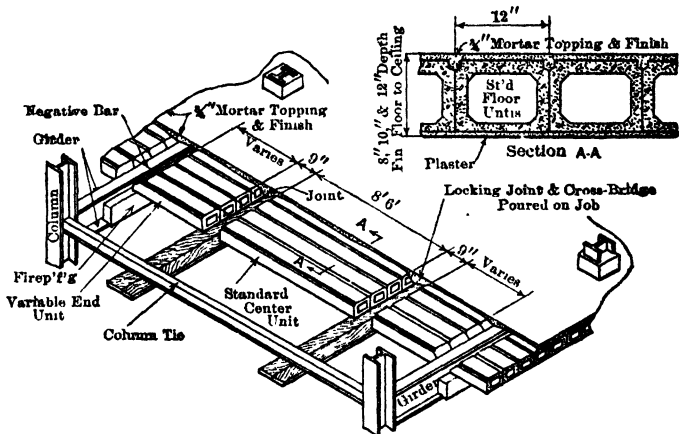 12"
¾" Mortar Topping & Finish
8", 10", & 12" Depth
Fin Floor to Ceiling
St'd
Floor
Untis
Plaster
Section A-A
Negative Bar
¾" Mortar Topping
& Finish
Girder
Varies
9"
Joint
8'6'
Locking Joint & Cross-Bridge
Poured on Job
Column
A
A
9"
Varies
Firep'f'g
Variable End
Unit
Standard
Center
Unit
Column Tie
Girder